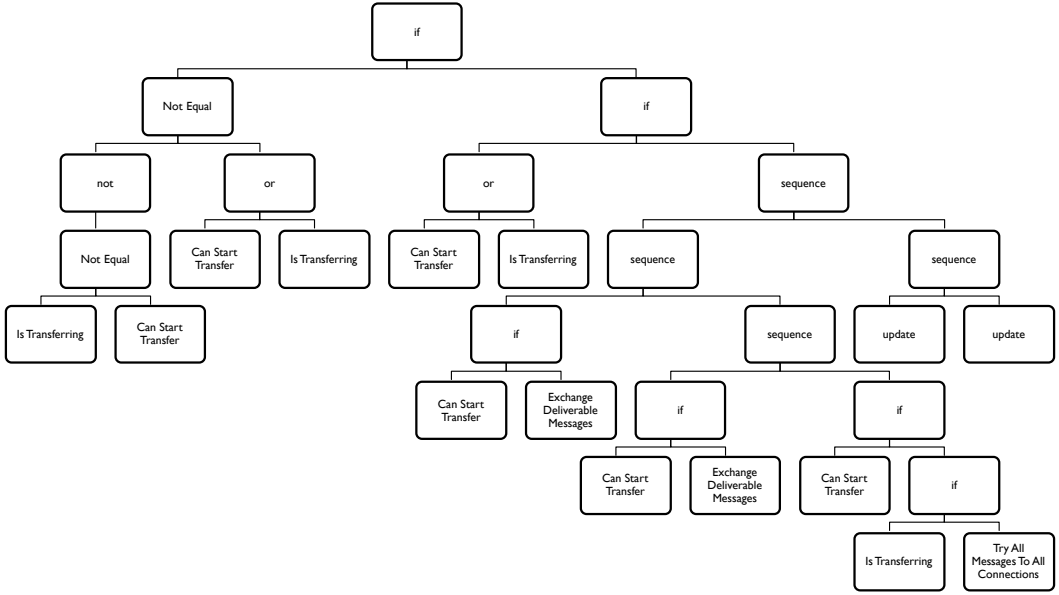 if
Not Equal
if
not
or
or
sequence
Not Equal
Can Start
Transfer
Is Transferring
Can Start
Transfer
Is Transferring
sequence
sequence
Is Transferring
Can Start
Transfer
if
sequence
update
update
Can Start
Transfer
Exchange
Deliverable
Messages
if
if
Can Start
Transfer
Exchange
Deliverable
Messages
Can Start
Transfer
if
Is Transferring
Try All
Messages To All
Connections